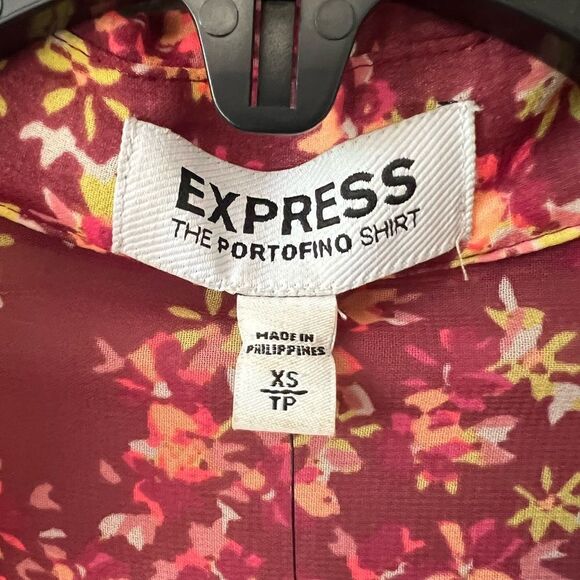 EXPRESS
THE PORTOFINO SHIRT
MADE IN
PHILIPPINES
XS
TP